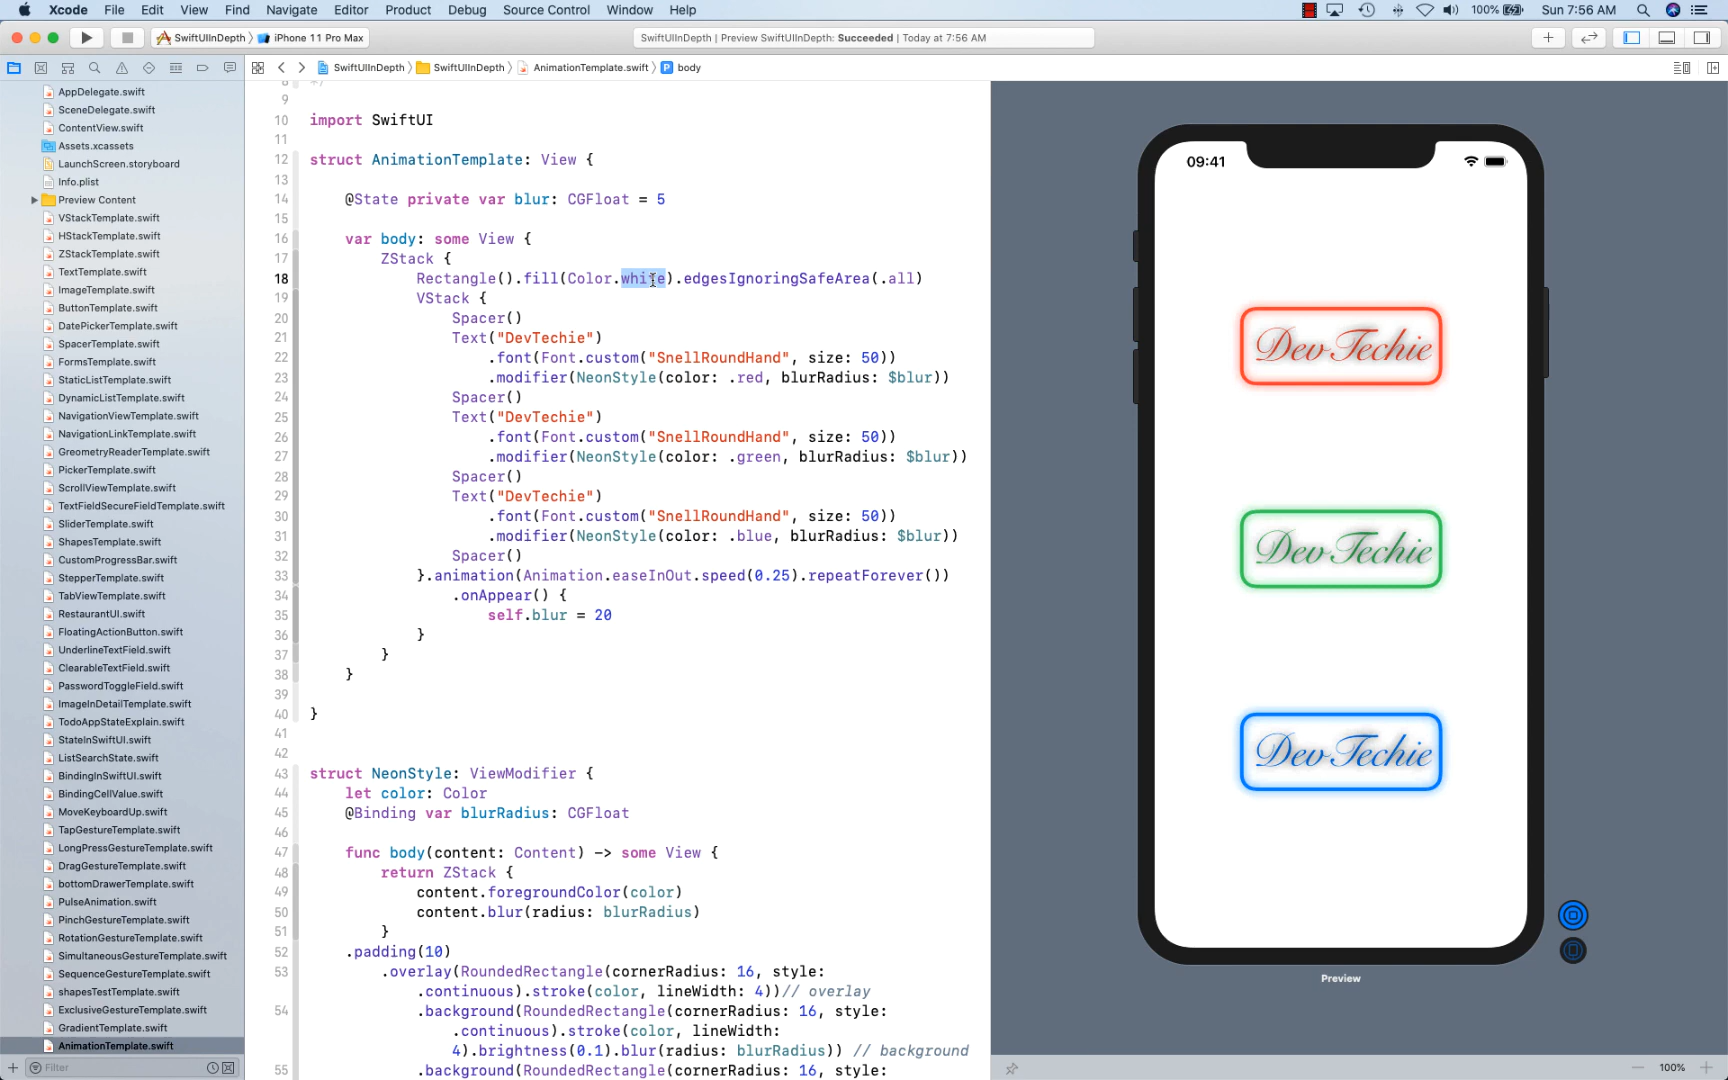 Xcode File Edit View Find Navigate Editor Product Debug Source Control Window Help
100% Sun 7:56 AM
SwiftUIInDepth iPhone 11 Pro Max
SwiftUIInDepth | Preview SwiftUIInDepth: Succeeded | Today at 7:56 AM
SwiftUIInDepth SwiftUIInDepth AnimationTemplate.swift P body
AppDelegate.swift
SceneDelegate.swift
ContentView.swift
Assets.xcassets
LaunchScreen.storyboard
Info.plist
Preview Content
VStackTemplate.swift
HStackTemplate.swift
ZStackTemplate.swift
TextTemplate.swift
ImageTemplate.swift
ButtonTemplate.swift
DatePickerTemplate.swift
SpacerTemplate.swift
FormsTemplate.swift
StaticListTemplate.swift
DynamicListTemplate.swift
NavigationViewTemplate.swift
NavigationLinkTemplate.swift
GreometryReaderTemplate.swift
PickerTemplate.swift
ScrollViewTemplate.swift
TextFieldSecureFieldTemplate.swift
SliderTemplate.swift
ShapesTemplate.swift
CustomProgressBar.swift
StepperTemplate.swift
TabViewTemplate.swift
RestaurantUI.swift
FloatingActionButton.swift
UnderlineTextField.swift
ClearableTextField.swift
PasswordToggleField.swift
ImageInDetailTemplate.swift
TodoAppStateExplain.swift
StateInSwiftUI.swift
ListSearchState.swift
BindingInSwiftUI.swift
BindingCellValue.swift
MoveKeyboardUp.swift
TapGestureTemplate.swift
LongPressGestureTemplate.swift
DragGestureTemplate.swift
bottomDrawerTemplate.swift
PulseAnimation.swift
PinchGestureTemplate.swift
RotationGestureTemplate.swift
SimultaneousGestureTemplate.swift
SequenceGestureTemplate.swift
shapesTestTemplate.swift
ExclusiveGestureTemplate.swift
GradientTemplate.swift
AnimationTemplate.swift
Filter
8 */
9
10 import SwiftUI
11
12 struct AnimationTemplate: View {
13
14 @State private var blur: CGFloat = 5
15
16 var body: some View {
17 ZStack {
18 Rectangle().fill(Color.white).edgesIgnoringSafeArea(.all)
19 VStack {
20 Spacer()
21 Text("DevTechie")
22 .font(Font.custom("SnellRoundHand", size: 50))
23 .modifier(NeonStyle(color: .red, blurRadius: $blur))
24 Spacer()
25 Text("DevTechie")
26 .font(Font.custom("SnellRoundHand", size: 50))
27 .modifier(NeonStyle(color: .green, blurRadius: $blur))
28 Spacer()
29 Text("DevTechie")
30 .font(Font.custom("SnellRoundHand", size: 50))
31 .modifier(NeonStyle(color: .blue, blurRadius: $blur))
32 Spacer()
33 }.animation(Animation.easeInOut.speed(0.25).repeatForever())
34 .onAppear() {
35 self.blur = 20
36 }
37 }
38 }
39
40 }
41
42
43 struct NeonStyle: ViewModifier {
44 let color: Color
45 @Binding var blurRadius: CGFloat
46
47 func body(content: Content) -> some View {
48 return ZStack {
49 content.foregroundColor(color)
50 content.blur(radius: blurRadius)
51 }
52 .padding(10)
53 .overlay(RoundedRectangle(cornerRadius: 16, style:
.continuous).stroke(color, lineWidth: 4))// overlay
54 .background(RoundedRectangle(cornerRadius: 16, style:
.continuous).stroke(color, lineWidth:
4).brightness(0.1).blur(radius: blurRadius)) // background
55 .background(RoundedRectangle(cornerRadius: 16, style:
09:41
DevTechie
DevTechie
DevTechie
Preview
100%